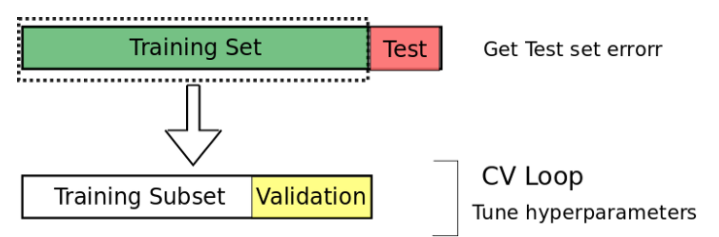 Training Set
Test
Get Test set errorr
Training Subset
Validation
CV Loop
Tune hyperparameters